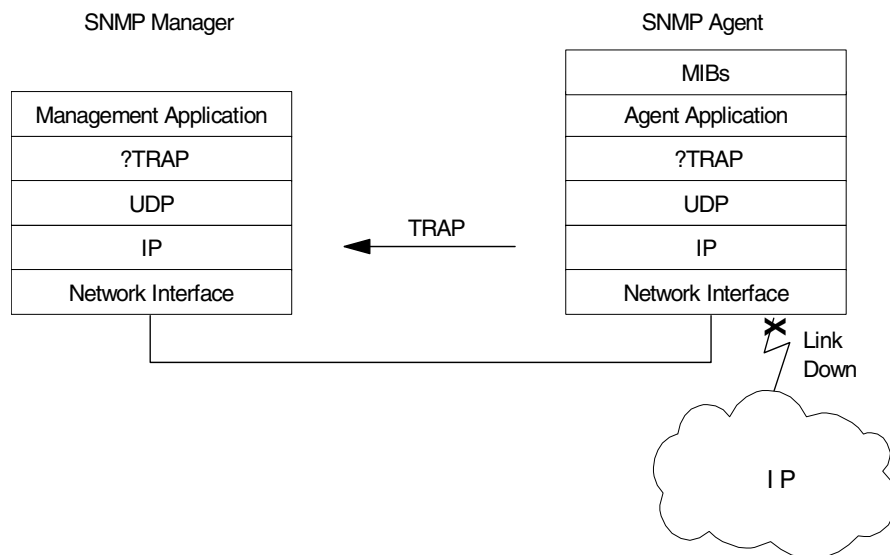 SNMP Manager
Management Application
?TRAP
UDP
IP
Network Interface
TRAP
SNMP Agent
MIBs
Agent Application
?TRAP
UDP
IP
Network Interface
Link
Down
I P